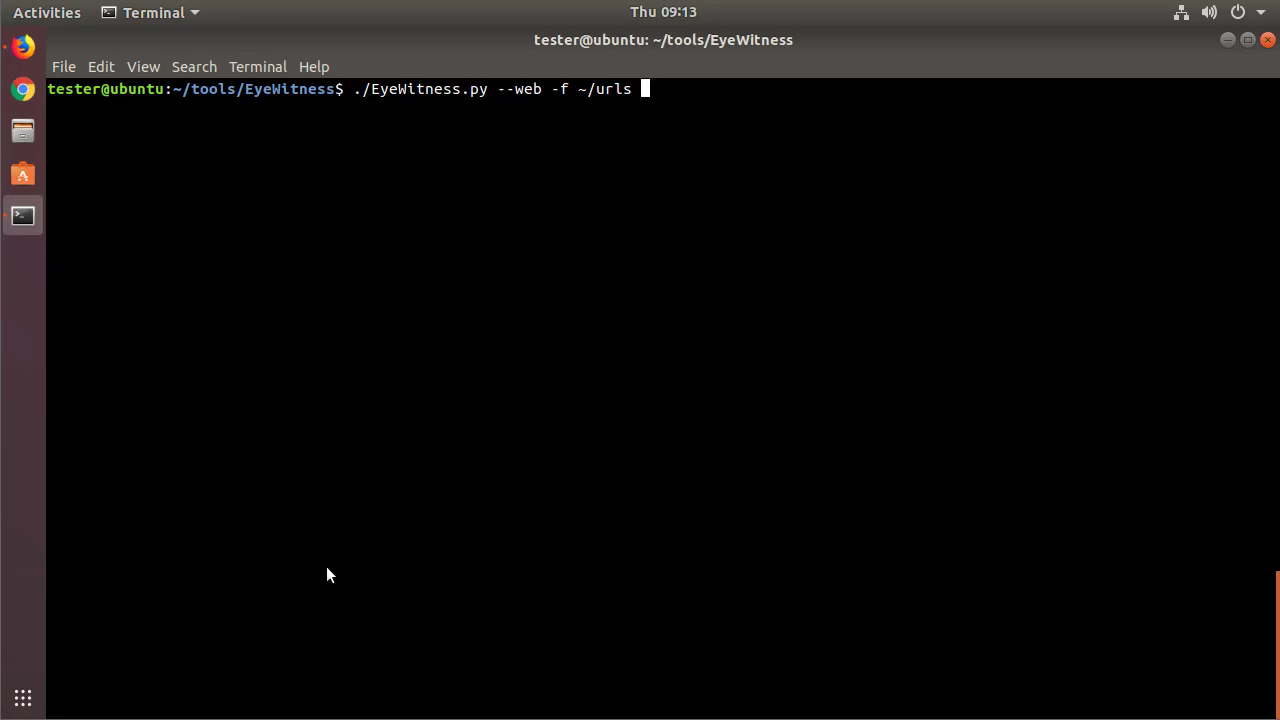 Activities Terminal Thu 09:13
tester@ubuntu: ~/tools/EyeWitness
File Edit View Search Terminal Help
tester@ubuntu:~/tools/EyeWitness$ ./EyeWitness.py --web -f ~/urls